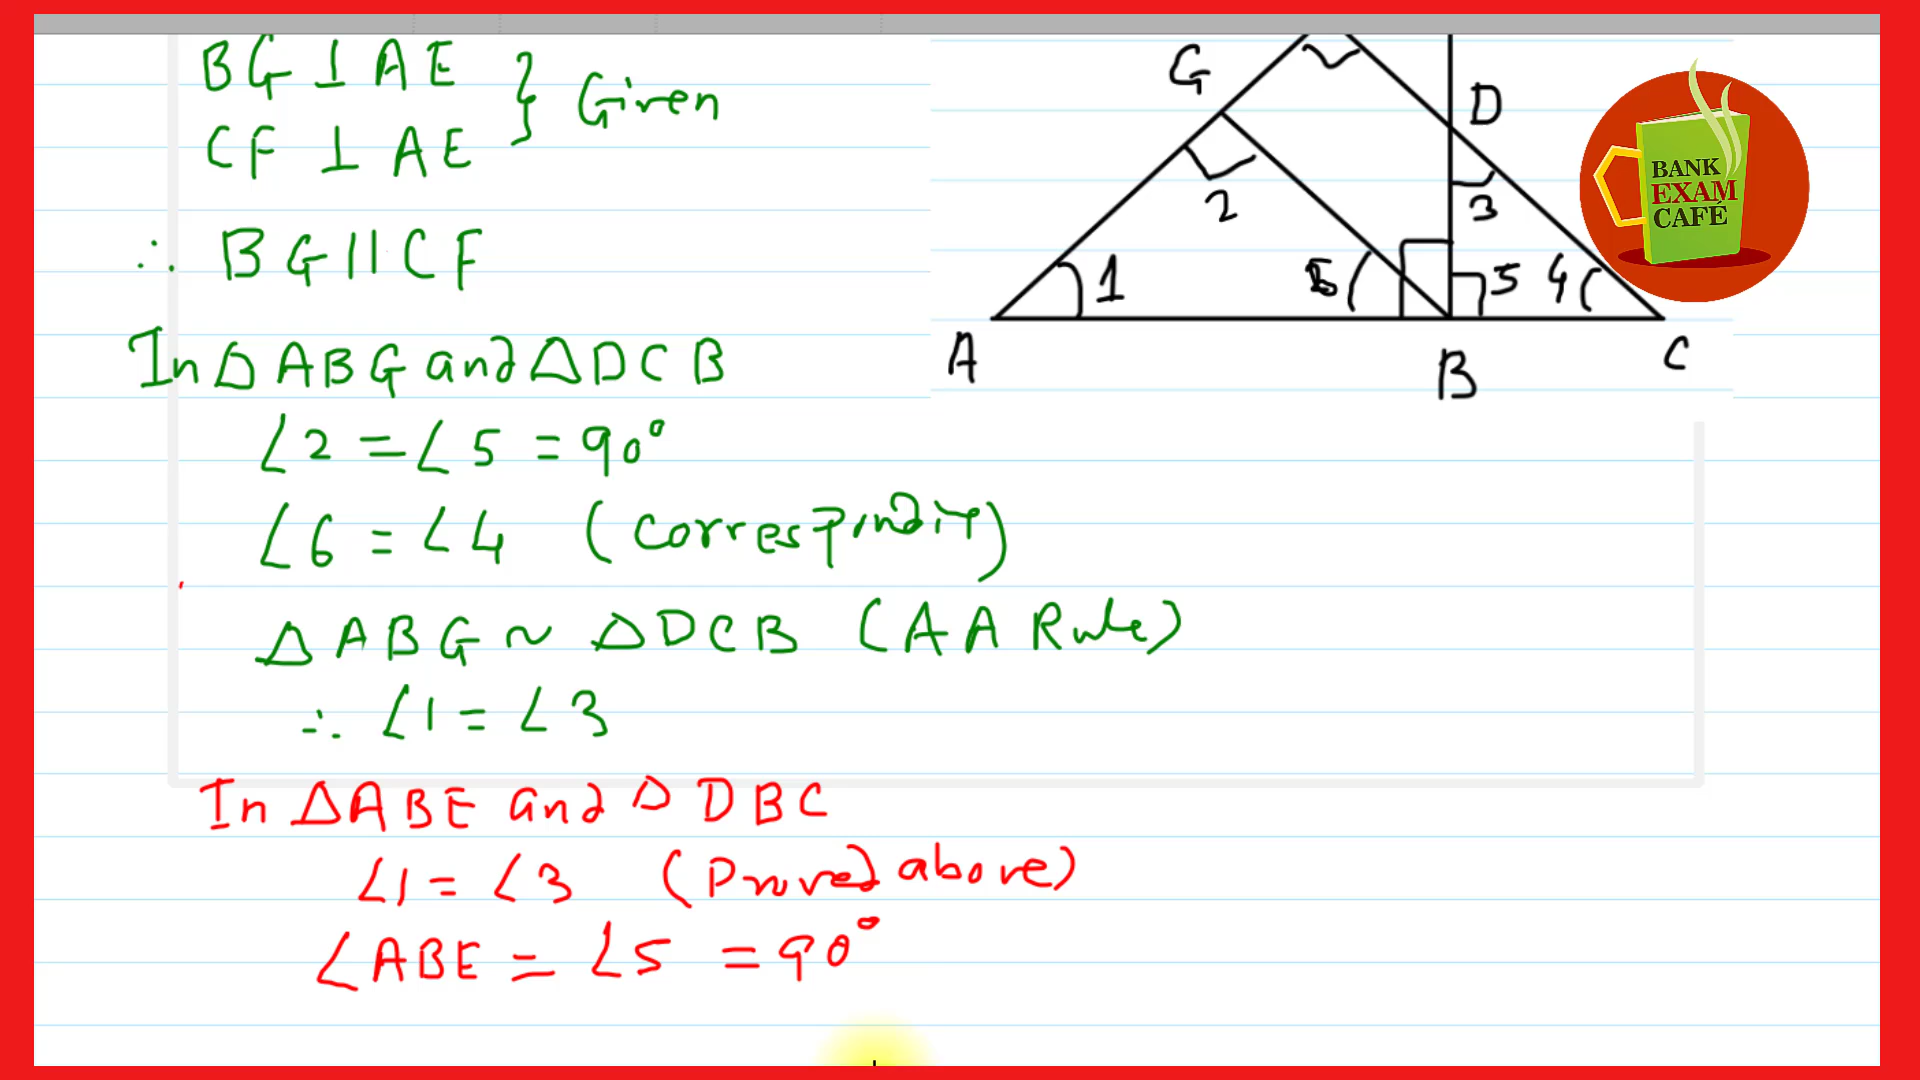 BG ⊥ AE
CF ⊥ AE
} Given
∴ BG || CF
In △ ABG and △ DCB
∠2 = ∠5 = 90°
∠6 = ∠4 (Corresponding)
△ ABG ~ △ DCB (AA Rule)
∴ ∠1 = ∠3
In △ ABE and △ DBC
∠1 = ∠3 (Proved above)
∠ABE = ∠5 = 90°
G
D
2
3
1
5
4
A
B
C
BANK
EXAM
CAFÉ